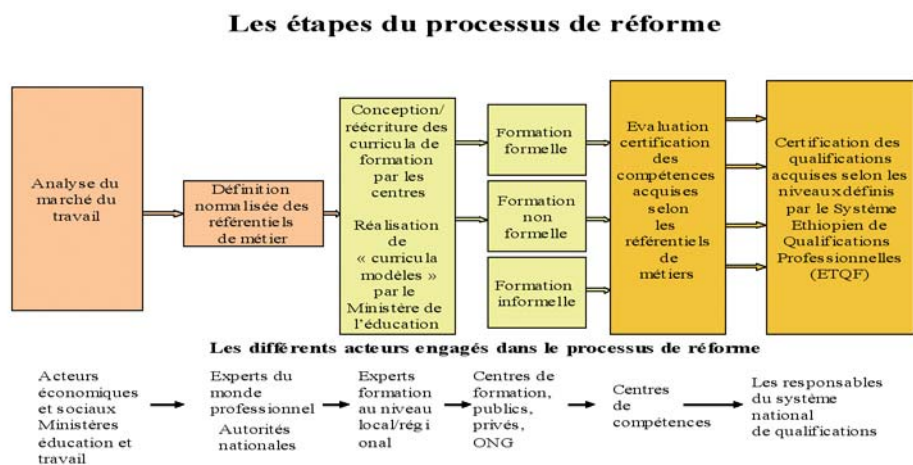 Les étapes du processus de réforme
Analyse du
marché du
travail
Définition
normalisée des
référentiels
de métier
Conception/
réécriture des
curricula de
formation
par les
centres
Réalisation
de
« curricula
modèles »
par le
Ministère de
l’éducation
Formation
formelle
Formation
non
formelle
Formation
informelle
Evaluation
certification
des
compétences
acquises
selon
les
référentiels
de
métiers
Certification des
qualifications
acquises selon les
niveaux définis
par le Système
Ethiopien de
Qualifications
Professionnelles
(ETQF)
Les différents acteurs engagés dans le processus de réforme
Acteurs
économiques
et sociaux
Ministères
éducation et
travail
Experts du
monde
professionnel
Autorités
nationales
Experts
formation
au niveau
local/régi
onal
Centres de
formation,
publics,
privés,
ONG
Centres
de
compétences
Les responsables
du système
national
de qualifications